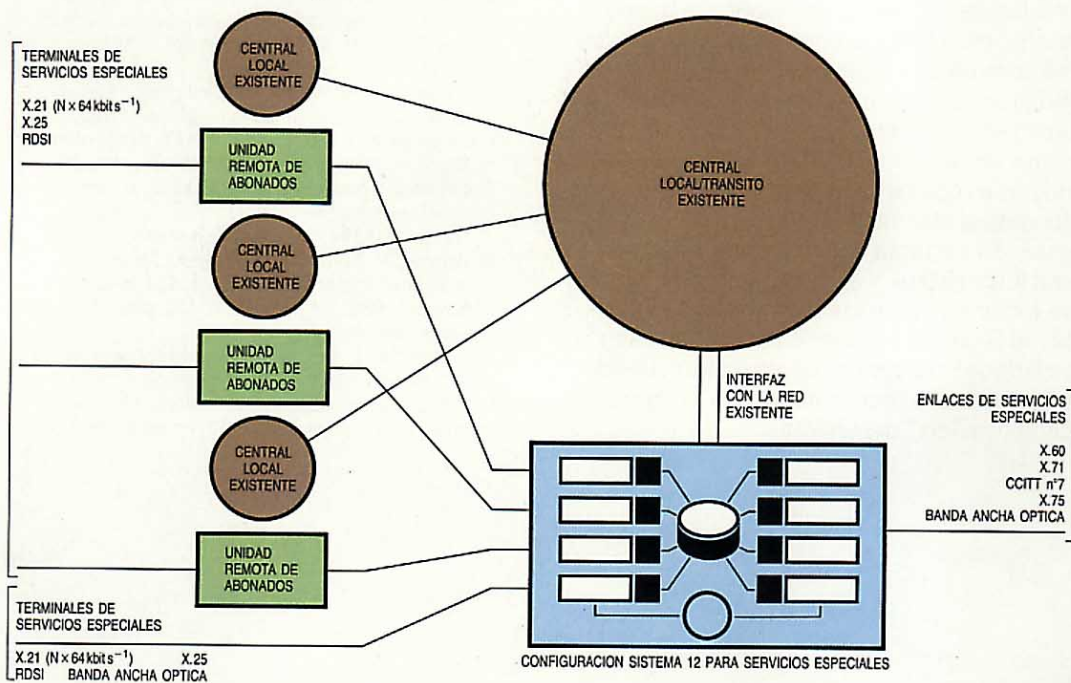 TERMINALES DE
SERVICIOS ESPECIALES
X.21 (N × 64 kbit s⁻¹)
X.25
RDSI
CENTRAL
LOCAL
EXISTENTE
UNIDAD
REMOTA DE
ABONADOS
CENTRAL
LOCAL
EXISTENTE
UNIDAD
REMOTA DE
ABONADOS
CENTRAL
LOCAL
EXISTENTE
UNIDAD
REMOTA DE
ABONADOS
CENTRAL
LOCAL/TRANSITO
EXISTENTE
INTERFAZ
CON LA RED
EXISTENTE
ENLACES DE SERVICIOS
ESPECIALES
X.60
X.71
CCITT n°7
X.75
BANDA ANCHA OPTICA
TERMINALES DE
SERVICIOS ESPECIALES
X.21 (N × 64 kbit s⁻¹) X.25
RDSI BANDA ANCHA OPTICA
CONFIGURACION SISTEMA 12 PARA SERVICIOS ESPECIALES